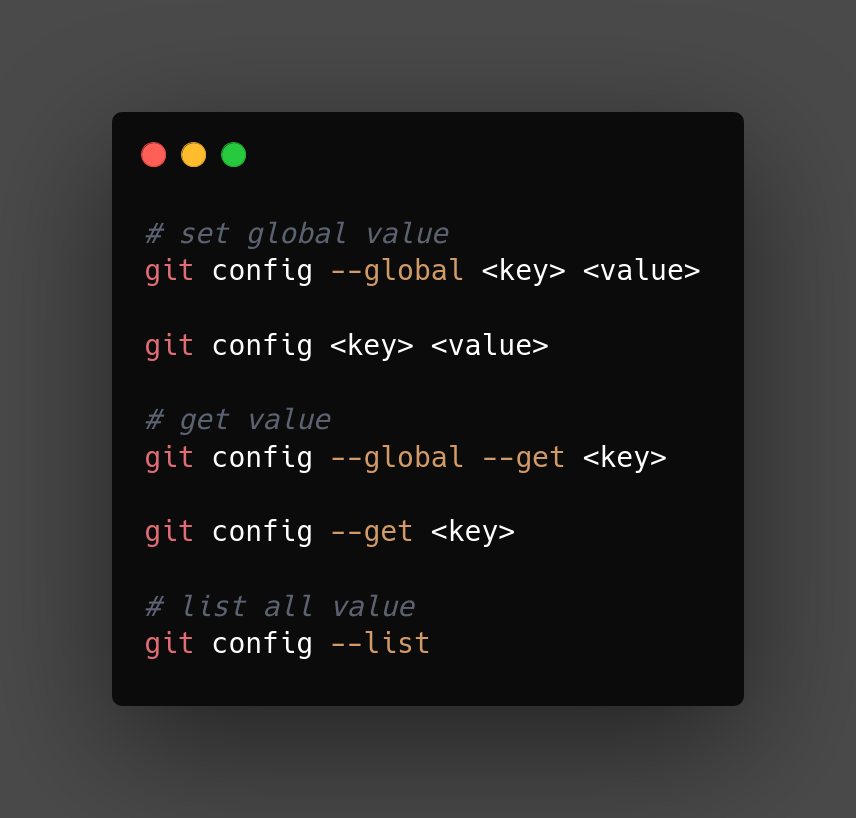 # set global value
git config --global <key> <value>
git config <key> <value>
# get value
git config --global --get <key>
git config --get <key>
# list all value
git config --list